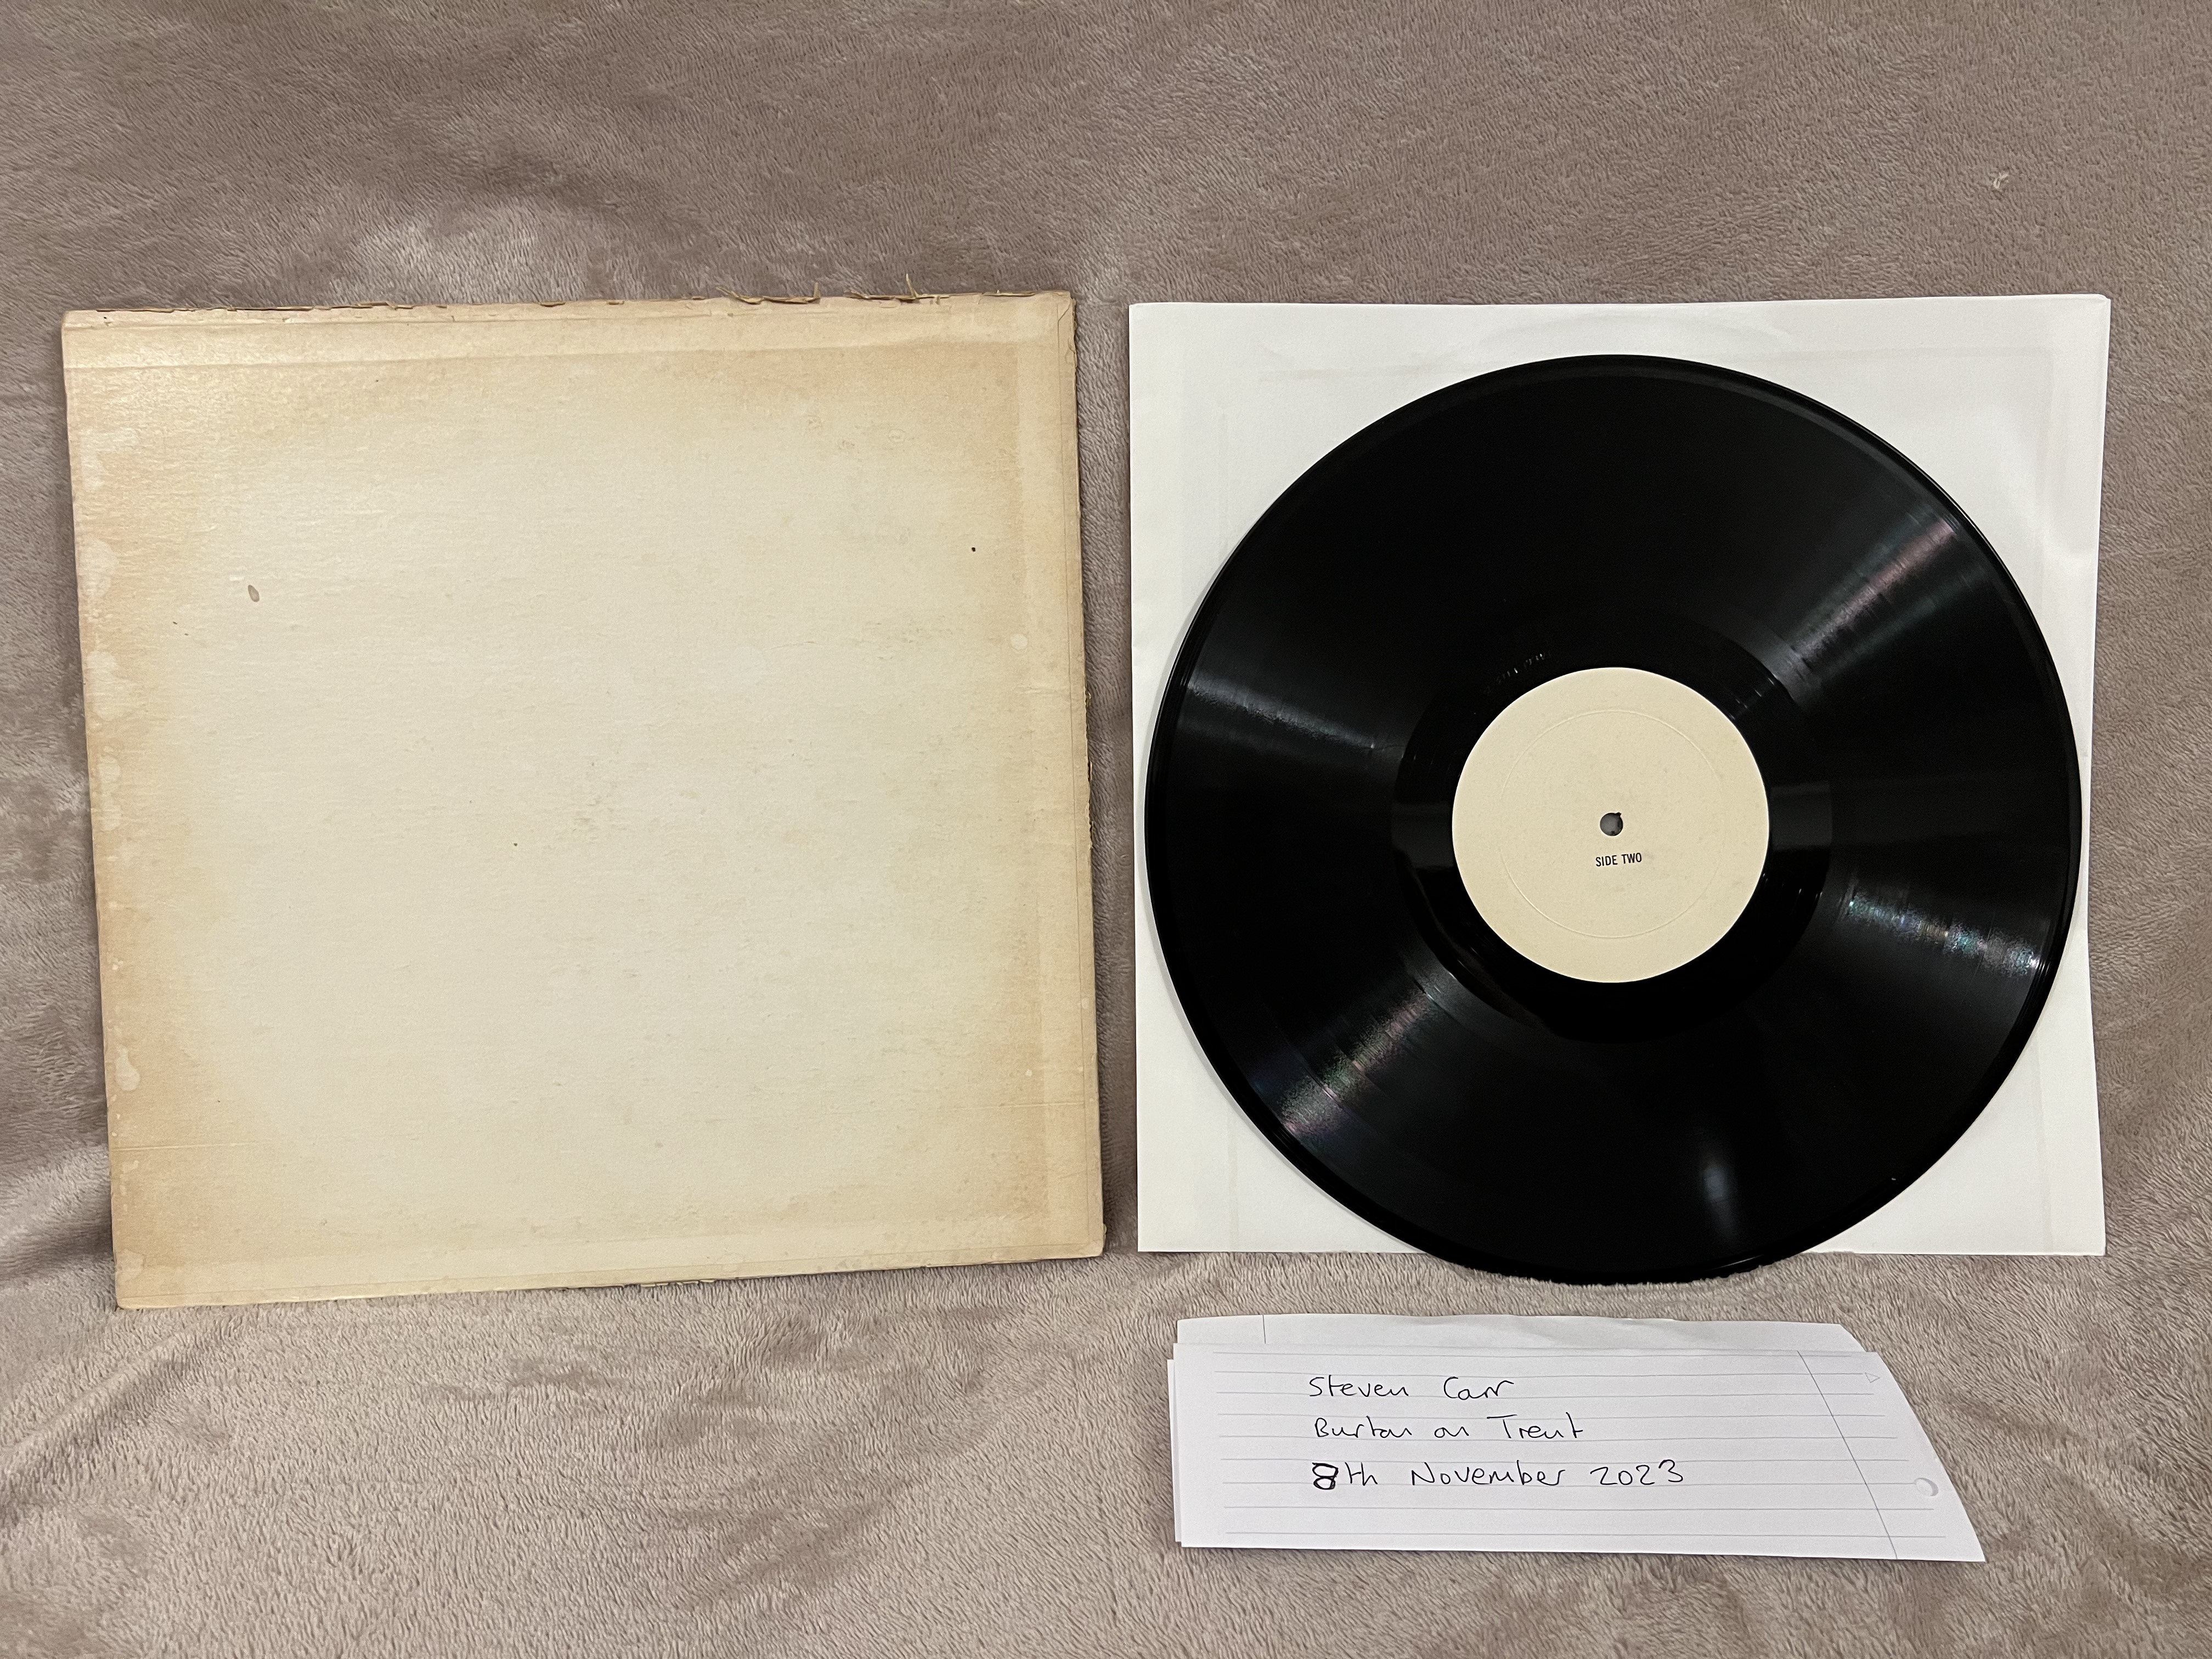 SIDE TWO
Steven Carr
Burton on Trent
8th November 2023